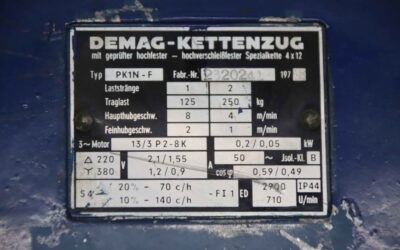 DEMAG-KETTENZUG
mit geprüfter hochfester - hochverschleißfester Spezialkette 4 x 12
Typ PK1N-F Fabr.-Nr. 197
Laststränge 1 2
Traglast 125 250 kg
Haupthubgeschw. 8 4 m/min
Feinhubgeschw. 2 1 m/min
3~ Motor 13/3 P2-8K 0,2/0,05 kW
△ 220 V 2,1/1,55 A 50 ~ Isol.-Kl. B
Y 380 1,2/0,9 cos φ 0,59/0,49
S4 20% - 70 c/h - FI 1 ED 2900 IP44
10% - 140 c/h 710 U/min